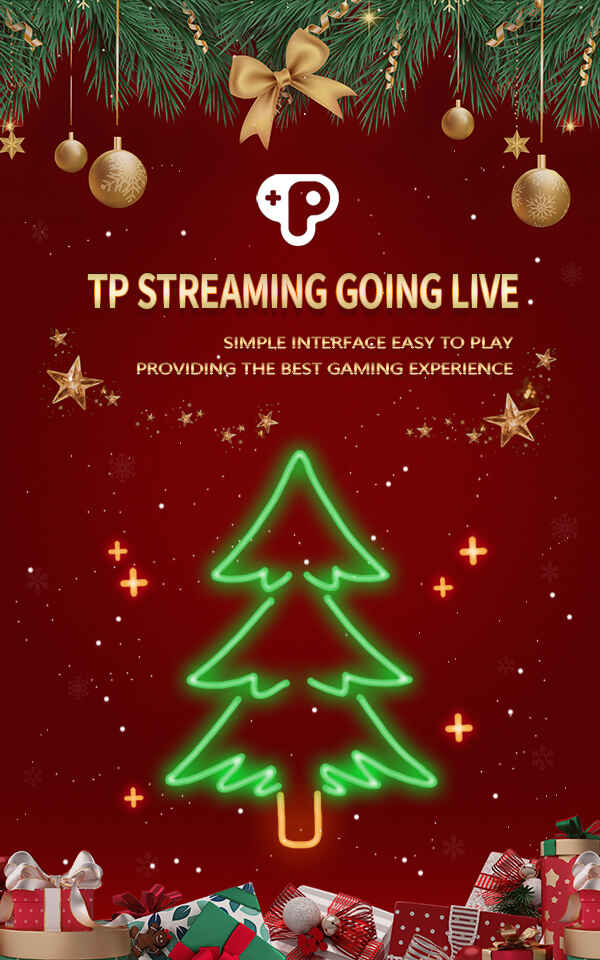 TP STREAMING GOING LIVE
SIMPLE INTERFACE EASY TO PLAY
PROVIDING THE BEST GAMING EXPERIENCE